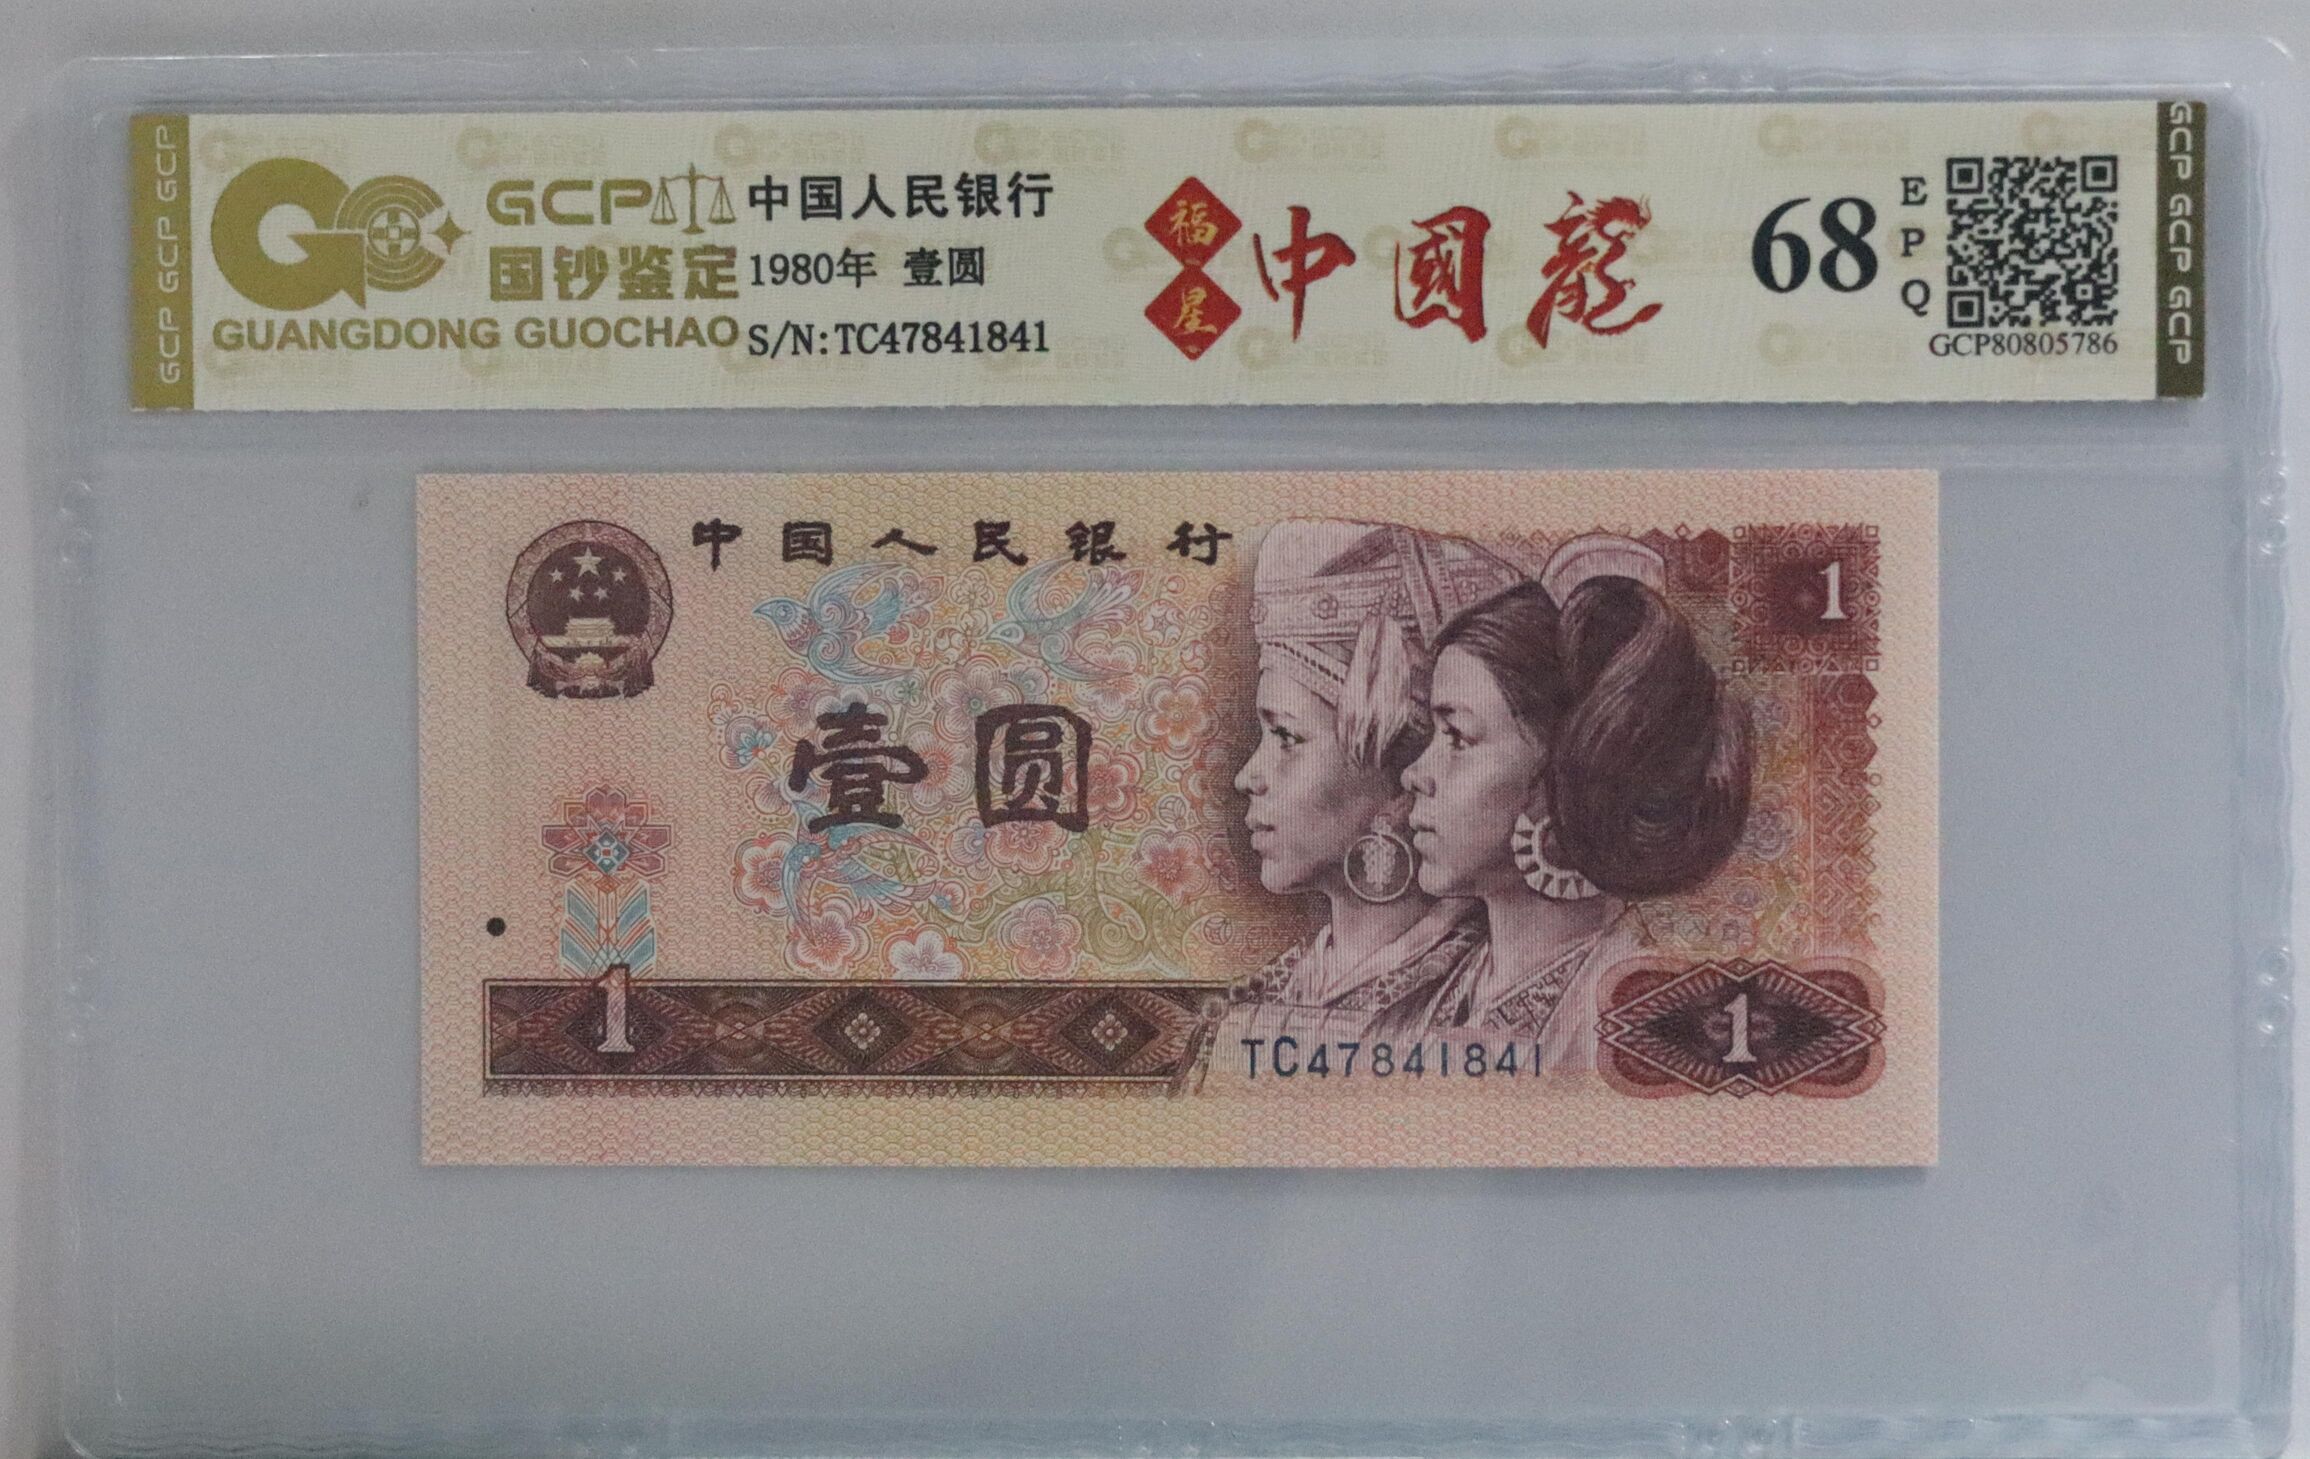 GCP GCP GCP
GCP
国钞鉴定
GUANGDONG GUOCHAO
中国人民银行
1980年 壹圆
S/N:TC47841841
福星
中國龍
68
EPQ
GCP80805786
GCP GCP GCP
中国人民银行
1
壹圆
1
TC47841841
1